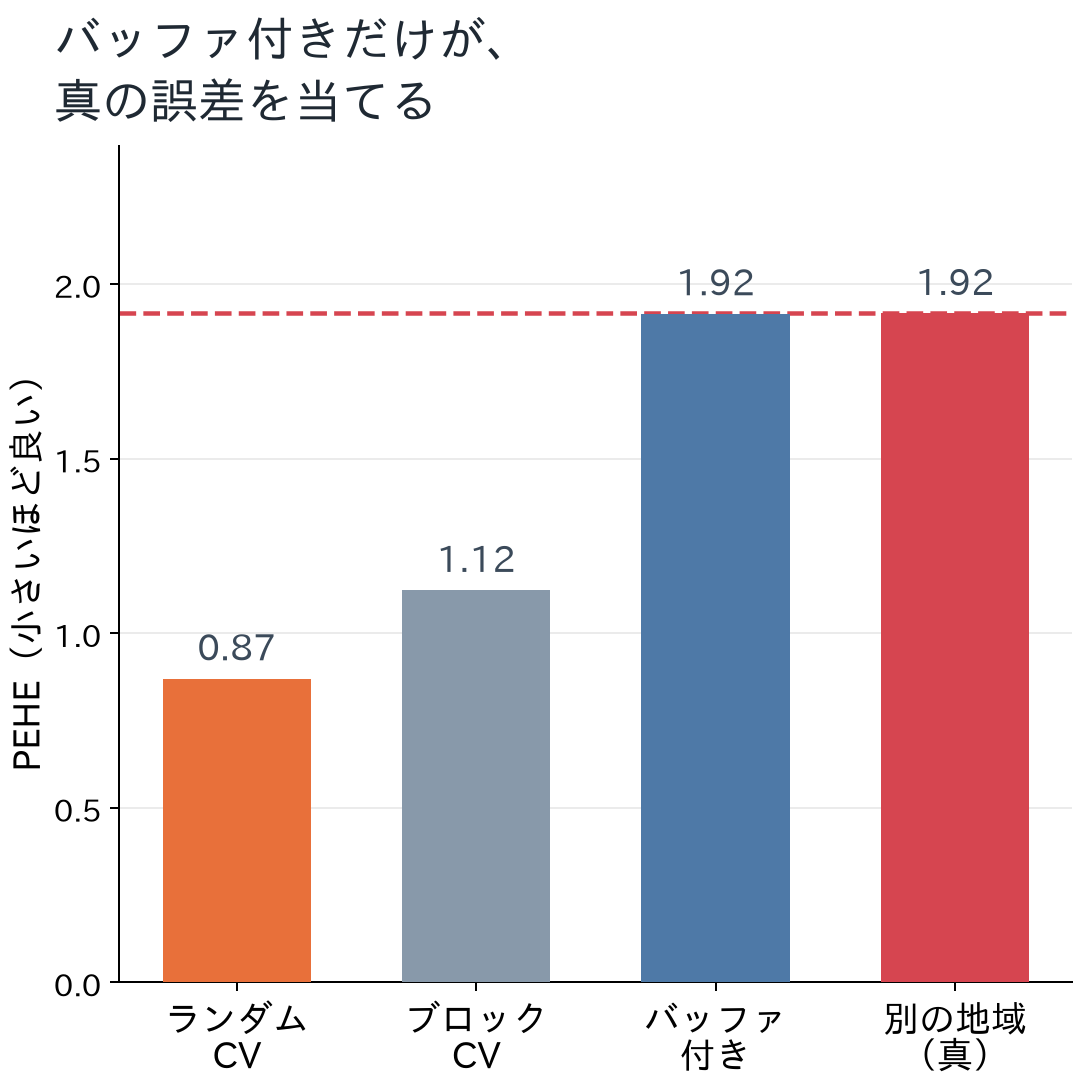 バッファ付きだけが、
真の誤差を当てる
PEHE（小さいほど良い）
2.0
1.5
1.0
0.5
0.0
0.87
1.12
1.92
1.92
ランダム
CV
ブロック
CV
バッファ
付き
別の地域
（真）